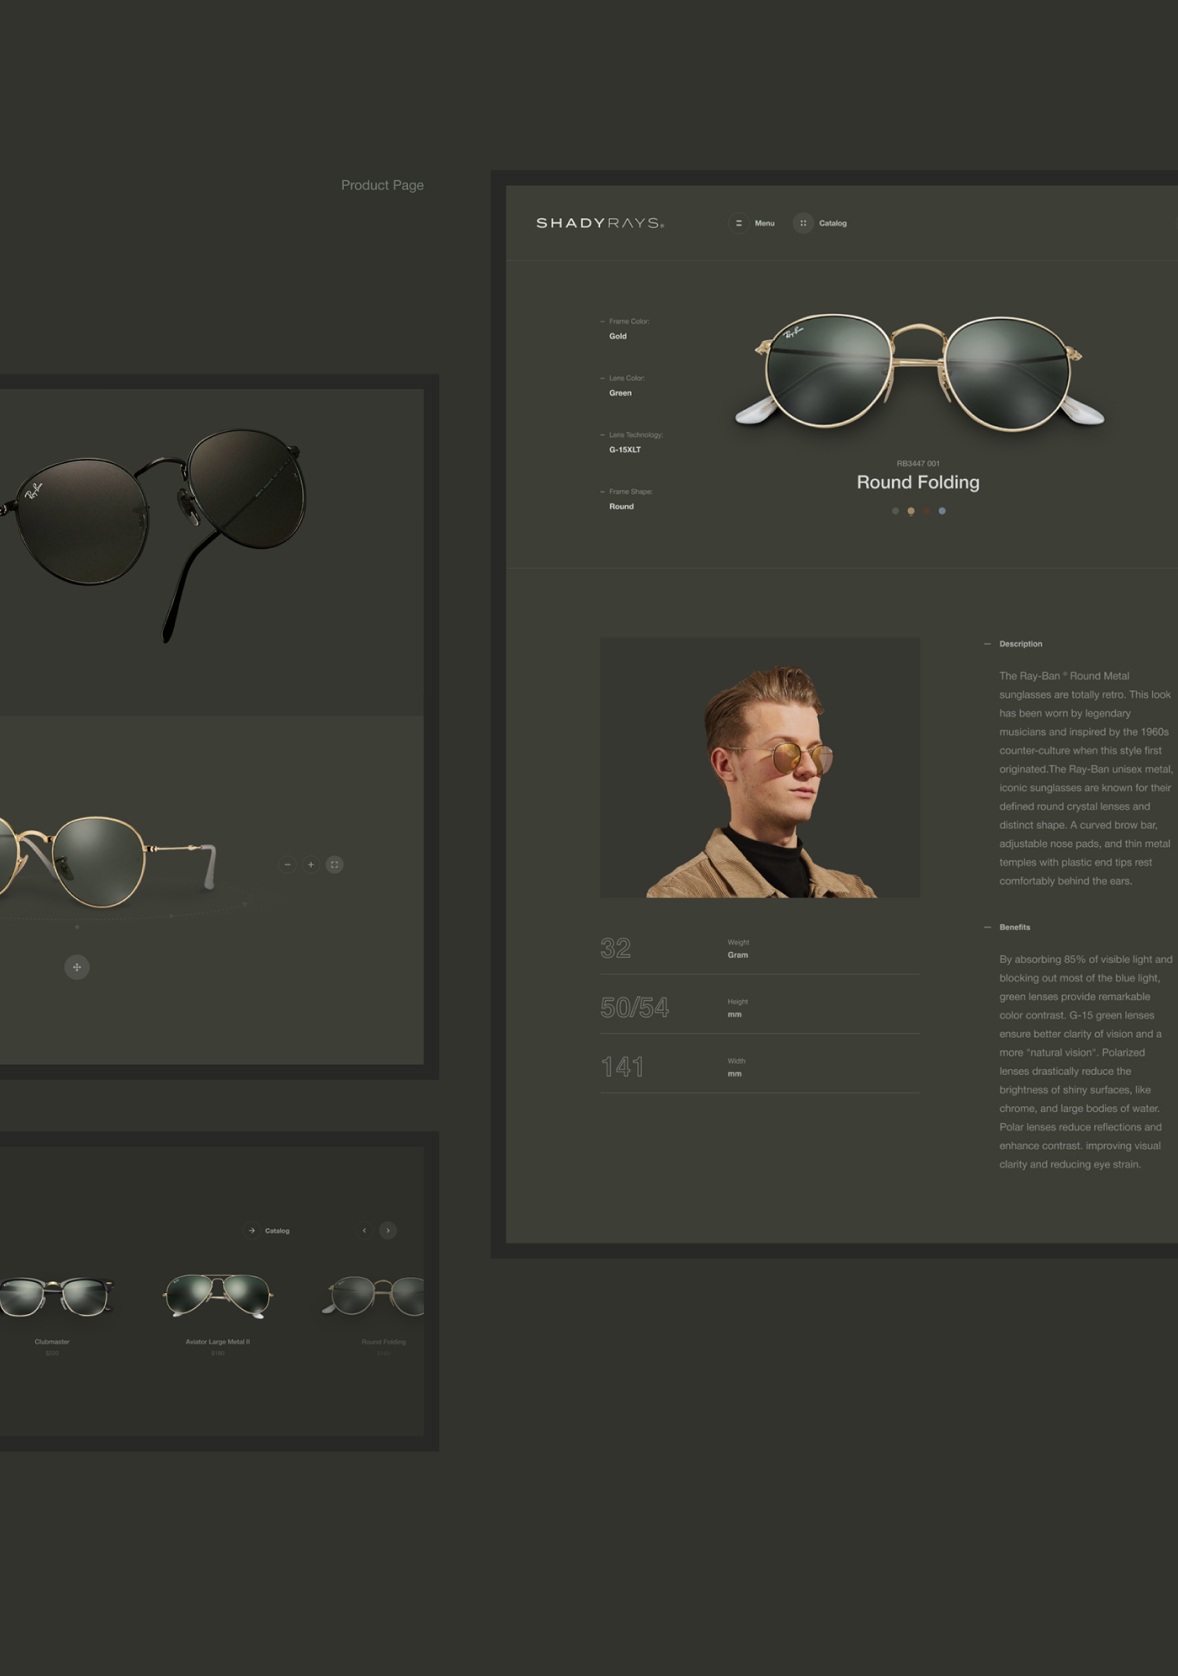 Product Page
SHADYRAYS®
Menu
Catalog
Frame Color:
Gold
Lens Color:
Green
Lens Technology:
G-15XLT
Frame Shape:
Round
Ray-Ban
RB3447 001
Round Folding
Ray-Ban
Description
The Ray-Ban ® Round Metal
sunglasses are totally retro. This look
has been worn by legendary
musicians and inspired by the 1960s
counter-culture when this style first
originated.The Ray-Ban unisex metal,
iconic sunglasses are known for their
defined round crystal lenses and
distinct shape. A curved brow bar,
adjustable nose pads, and thin metal
temples with plastic end tips rest
comfortably behind the ears.
Benefits
By absorbing 85% of visible light and
blocking out most of the blue light,
green lenses provide remarkable
color contrast. G-15 green lenses
ensure better clarity of vision and a
more "natural vision". Polarized
lenses drastically reduce the
brightness of shiny surfaces, like
chrome, and large bodies of water.
Polar lenses reduce reflections and
enhance contrast. improving visual
clarity and reducing eye strain.
32
Weight
Gram
50/54
Height
mm
141
Width
mm
Catalog
Clubmaster
Aviator Large Metal II
Round Folding